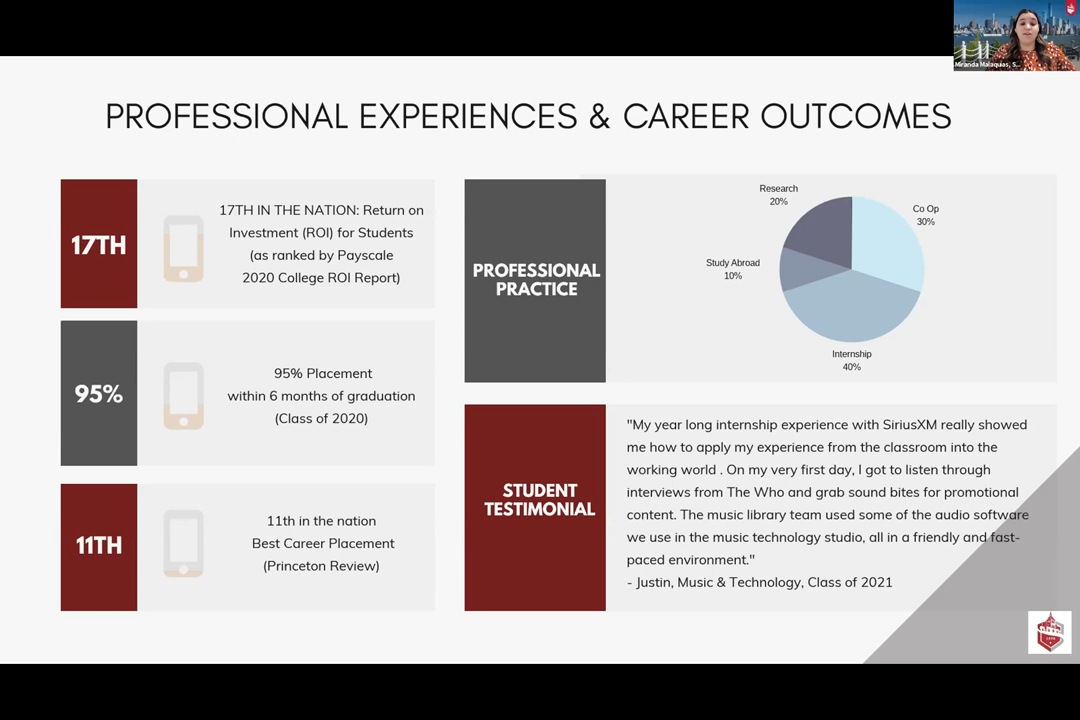 Miranda Malaquias, S...
PROFESSIONAL EXPERIENCES & CAREER OUTCOMES
17TH
17TH IN THE NATION: Return on
Investment (ROI) for Students
(as ranked by Payscale
2020 College ROI Report)
95%
95% Placement
within 6 months of graduation
(Class of 2020)
11TH
11th in the nation
Best Career Placement
(Princeton Review)
PROFESSIONAL
PRACTICE
Research
20%
Co Op
30%
Study Abroad
10%
Internship
40%
STUDENT
TESTIMONIAL
"My year long internship experience with SiriusXM really showed
me how to apply my experience from the classroom into the
working world . On my very first day, I got to listen through
interviews from The Who and grab sound bites for promotional
content. The music library team used some of the audio software
we use in the music technology studio, all in a friendly and fast-
paced environment."
- Justin, Music & Technology, Class of 2021